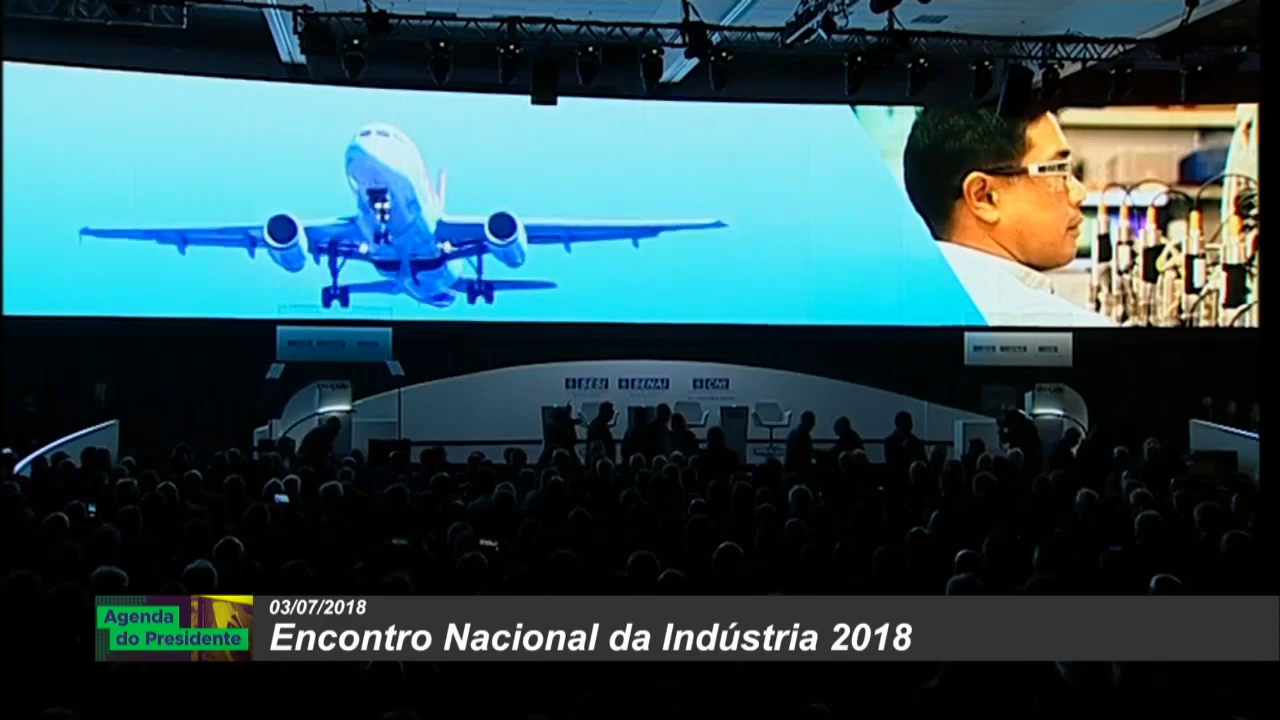 SESI SENAI CNI
Agenda
do Presidente
03/07/2018
Encontro Nacional da Indústria 2018